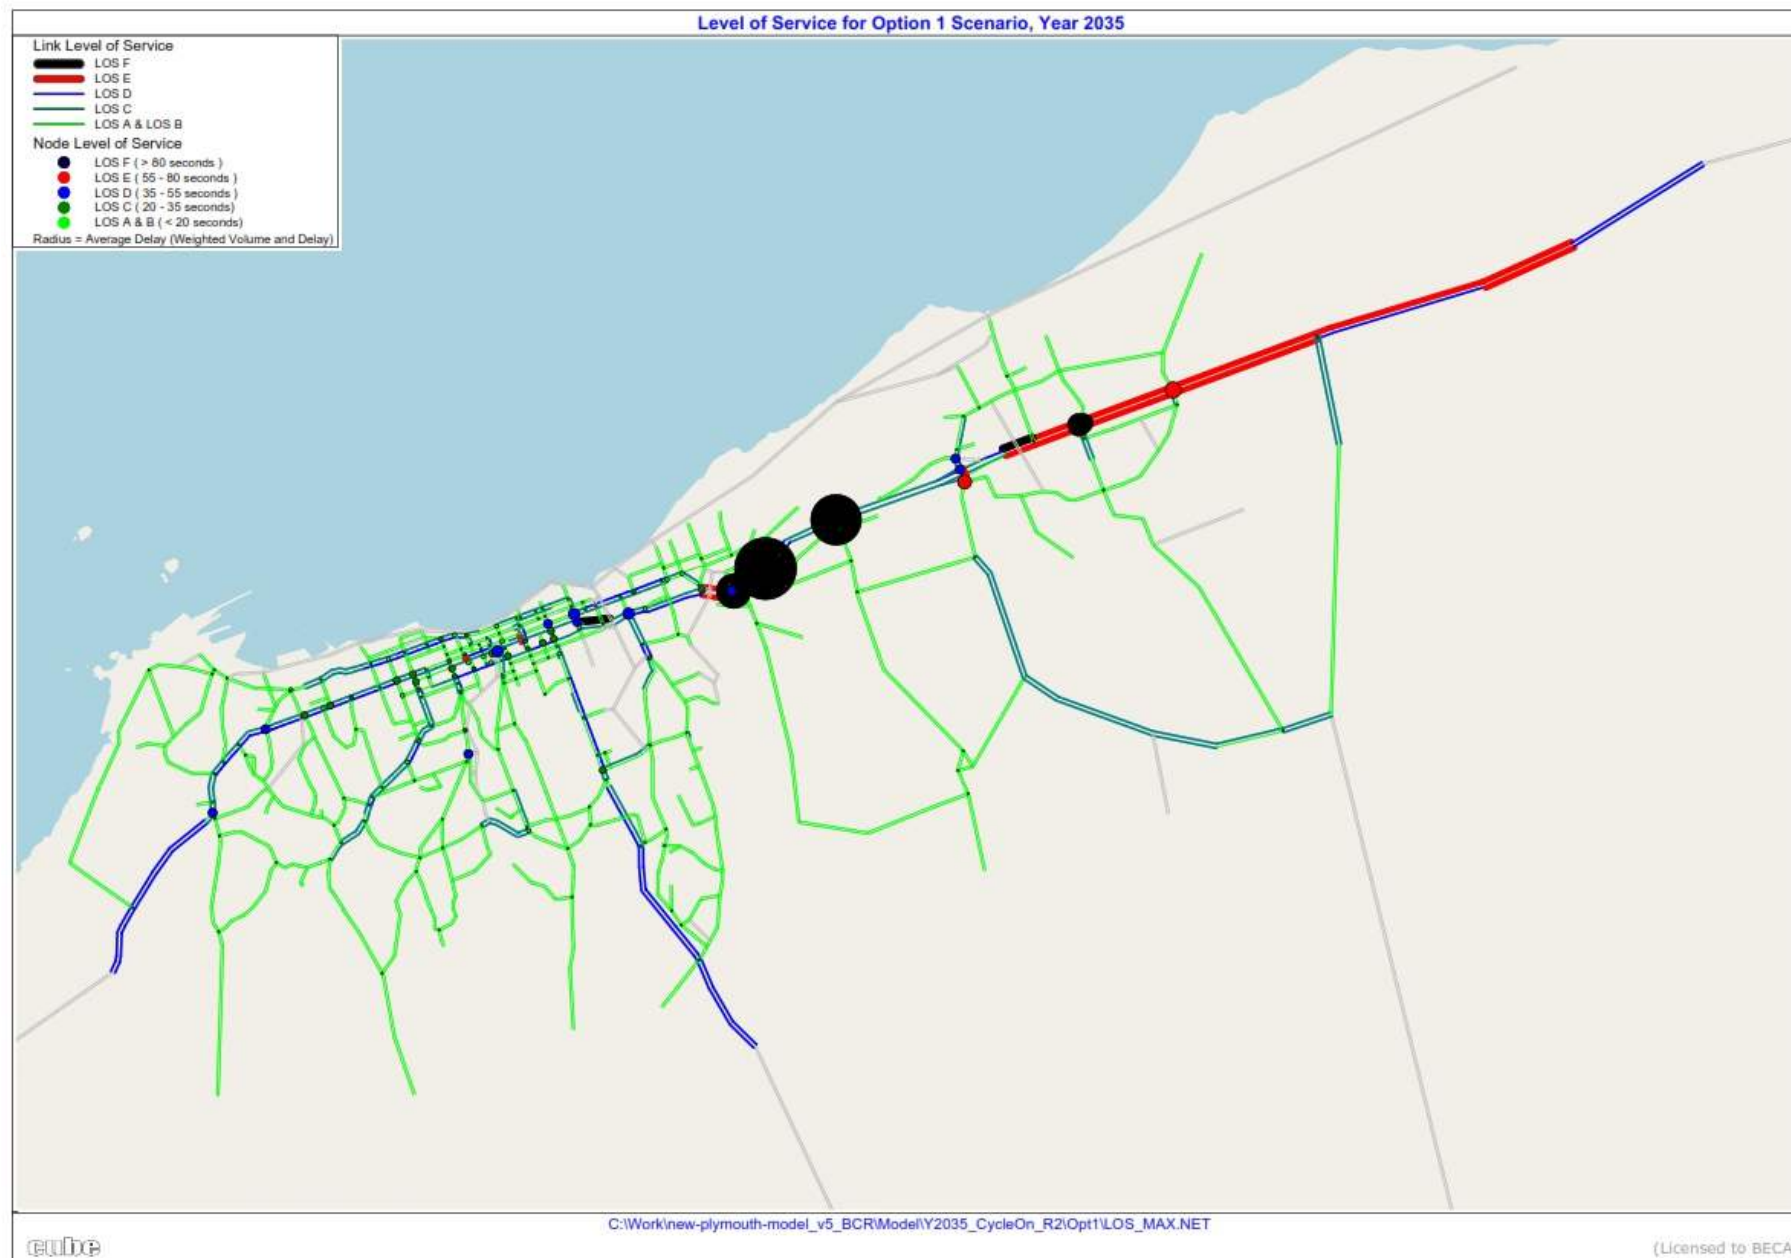 Level of Service for Option 1 Scenario, Year 2035
Link Level of Service
LOS F
LOS E
LOS D
LOS C
LOS A & LOS B
Node Level of Service
LOS F ( > 80 seconds )
LOS E ( 55 - 80 seconds )
LOS D ( 35 - 55 seconds )
LOS C ( 20 - 35 seconds)
LOS A & B ( < 20 seconds)
Radius = Average Delay (Weighted Volume and Delay)
C:\Work\new-plymouth-model_v5_BCR\Model\Y2035_CycleOn_R2\Opt1\LOS_MAX.NET
cube
(Licensed to BECA